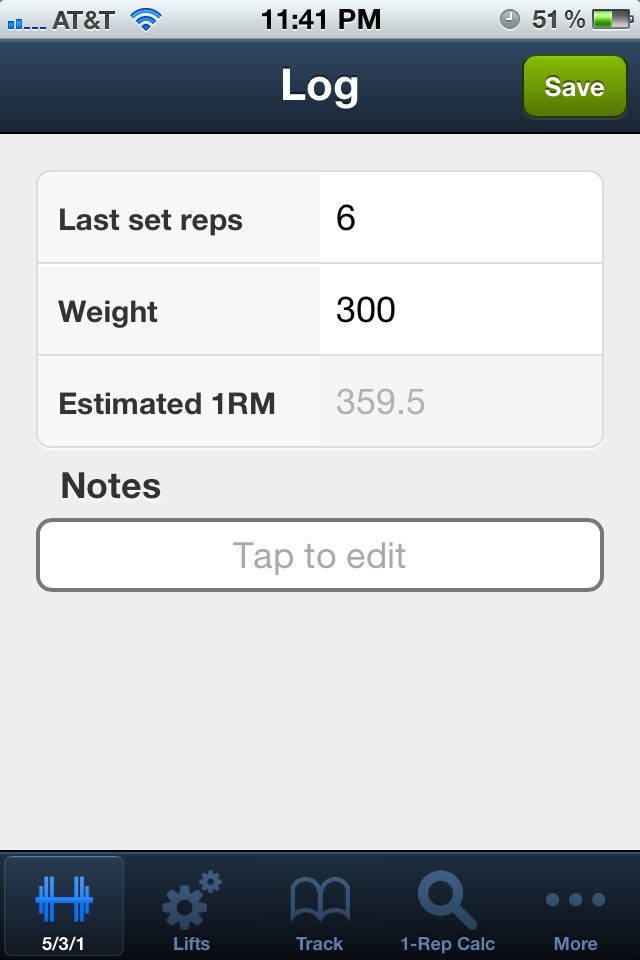 AT&T 11:41 PM 51 %
Log Save
Last set reps 6
Weight 300
Estimated 1RM 359.5
Notes
Tap to edit
5/3/1 Lifts Track 1-Rep Calc More